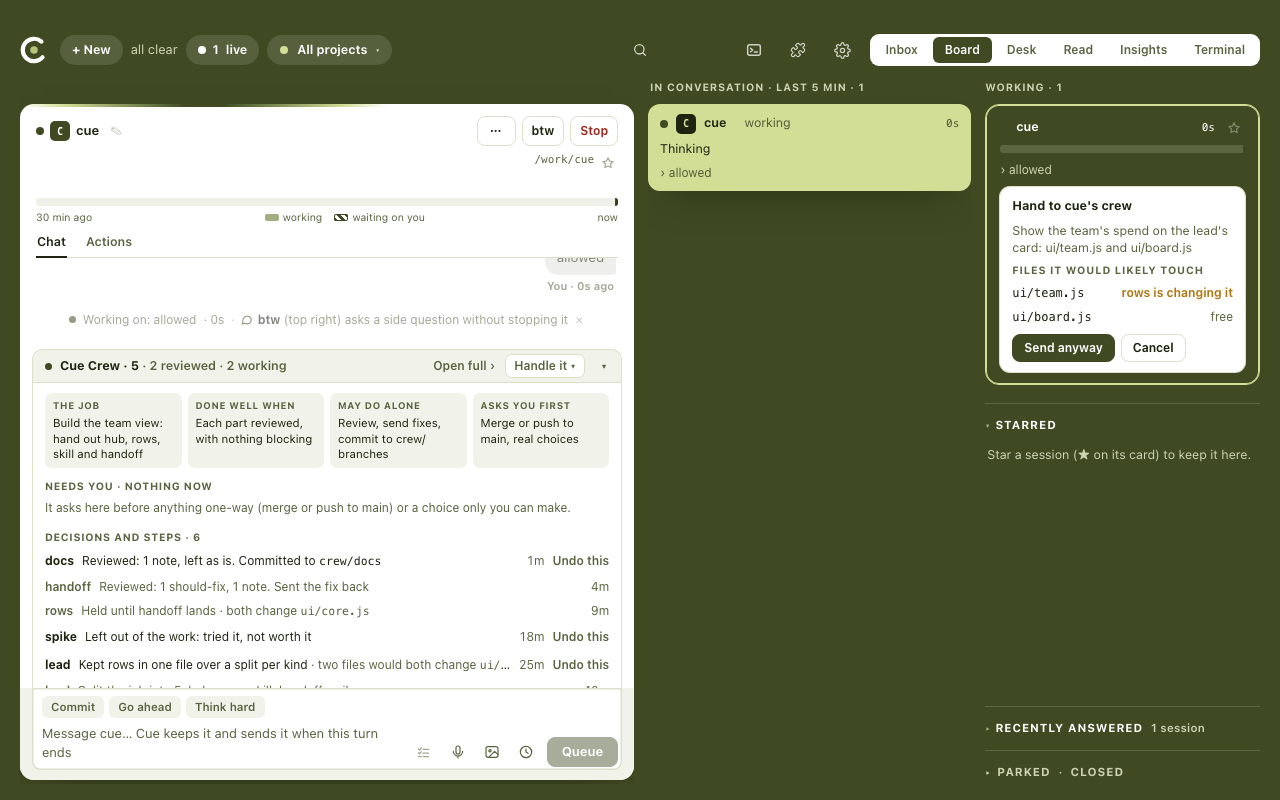 + New
all clear
1 live
All projects
Inbox
Board
Desk
Read
Insights
Terminal
C cue
...
btw
Stop
/work/cue
30 min ago
working
waiting on you
now
Chat
Actions
allowed
You · 0s ago
Working on: allowed · 0s · btw (top right) asks a side question without stopping it ×
Cue Crew · 5 · 2 reviewed · 2 working
Open full ›
Handle it
THE JOB
Build the team view:
hand out hub, rows,
skill and handoff
DONE WELL WHEN
Each part reviewed,
with nothing blocking
MAY DO ALONE
Review, send fixes,
commit to crew/
branches
ASKS YOU FIRST
Merge or push to
main, real choices
NEEDS YOU · NOTHING NOW
It asks here before anything one-way (merge or push to main) or a choice only you can make.
DECISIONS AND STEPS · 6
docs Reviewed: 1 note, left as is. Committed to crew/docs 1m Undo this
handoff Reviewed: 1 should-fix, 1 note. Sent the fix back 4m
rows Held until handoff lands · both change ui/core.js 9m
spike Left out of the work: tried it, not worth it 18m Undo this
lead Kept rows in one file over a split per kind · two files would both change ui/… 25m Undo this
Commit
Go ahead
Think hard
Message cue... Cue keeps it and sends it when this turn
ends
Queue
IN CONVERSATION · LAST 5 MIN · 1
C cue working 0s
Thinking
› allowed
WORKING · 1
cue 0s
› allowed
Hand to cue's crew
Show the team's spend on the lead's
card: ui/team.js and ui/board.js
FILES IT WOULD LIKELY TOUCH
ui/team.js rows is changing it
ui/board.js free
Send anyway
Cancel
STARRED
Star a session (★ on its card) to keep it here.
RECENTLY ANSWERED 1 session
PARKED · CLOSED